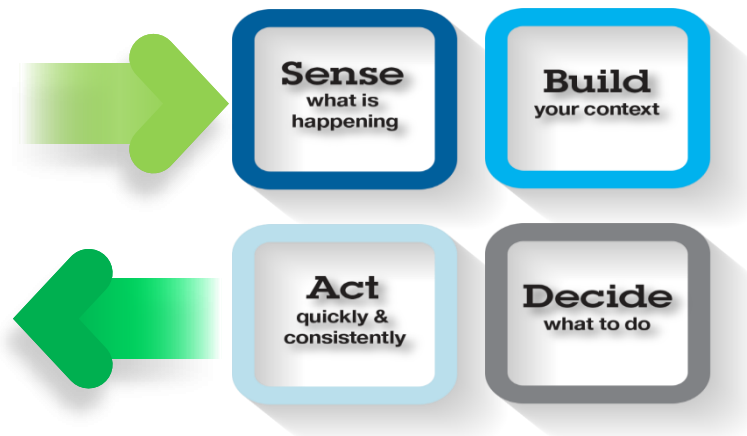 Sense
what is
happening
Build
your context
Act
quickly &
consistently
Decide
what to do